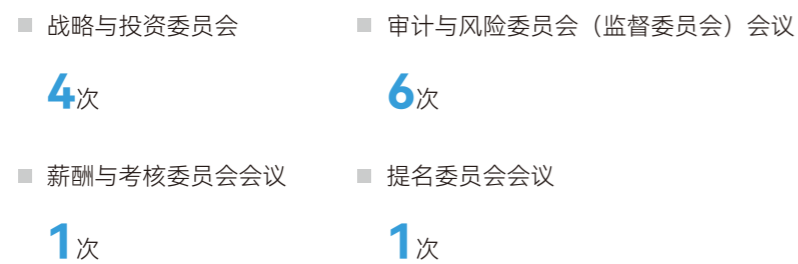 战略与投资委员会
4次
审计与风险委员会（监督委员会）会议
6次
薪酬与考核委员会会议
1次
提名委员会会议
1次